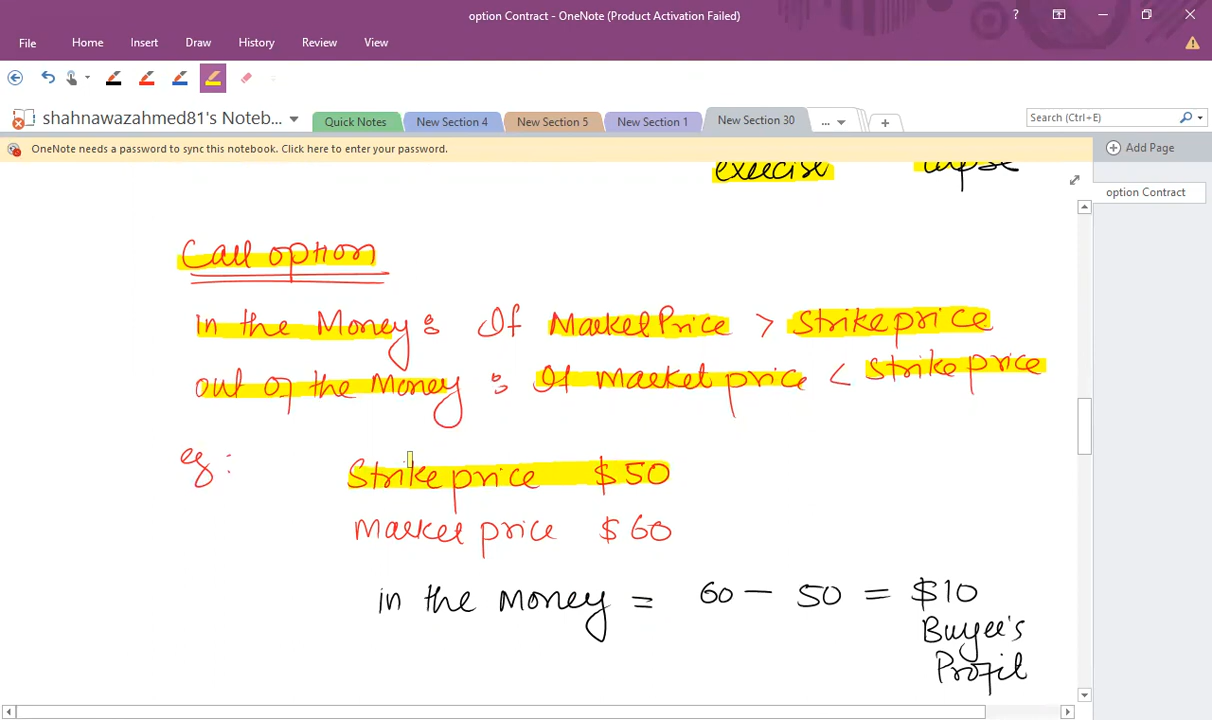 option Contract - OneNote (Product Activation Failed)
?
File Home Insert Draw History Review View
shahnawazahmed81's Noteb...
Quick Notes New Section 4 New Section 5 New Section 1 New Section 30 ...
Search (Ctrl+E)
OneNote needs a password to sync this notebook. Click here to enter your password.
Add Page
option Contract
exercise lapse
Call option
In the Money : If Market Price > Strike price
out of the Money : If Market price < Strike price
eg :
Strike price $50
Market price $60
in the money = 60 - 50 = $10
Buyer's
Profit